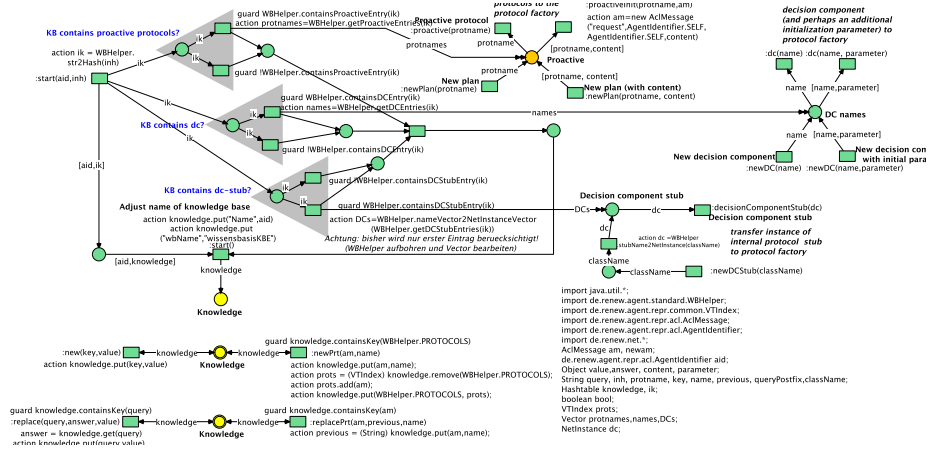 protocols to the
protocol factory
:proactiveInit(protname,am)
action am=new AclMessage
("request",AgentIdentifier.SELF,
AgentIdentifier.SELF,content)
decision component
(and perhaps an additional
initialization parameter) to
protocol factory
guard WBHelper.containsProactiveEntry(ik)
action protnames=WBHelper.getProactiveEntries(ik)
Proactive protocol
:proactive(protname)
KB contains proactive protocols?
action ik = WBHelper.
str2Hash(inh)
:start(aid,inh)
ik
ik
ik
protnames
protname
[protname,content]
Proactive
:dc(name)
:dc(name, parameter)
guard !WBHelper.containsProactiveEntry(ik)
protname
[protname, content]
New plan
:newPlan(protname)
New plan (with content)
:newPlan(protname, content)
name
[name,parameter]
guard WBHelper.containsDCEntry(ik)
action names=WBHelper.getDCEntries(ik)
ik
KB contains dc?
ik
ik
ik
names
DC names
name
[name,parameter]
guard !WBHelper.containsDCEntry(ik)
New decision component
:newDC(name)
New decision com
with initial para
:newDC(name,parameter)
[aid,ik]
guard !WBHelper.containsDCStubEntry(ik)
KB contains dc-stub?
ik
ik
Adjust name of knowledge base
action knowledge.put("Name",aid)
action knowledge.put
("wbName","wissensbasisKBE")
:start()
action DCs=WBHelper.nameVector2NetInstanceVector
(WBHelper.getDCStubEntries(ik))
Achtung: bisher wird nur erster Eintrag beruecksichtigt!
(WBHelper aufbohren und Vector bearbeiten)
Decision component stub
DCs
dc
:decisionComponentStub(dc)
Decision component stub
dc
action dc =WBHelper
stubName2NetInstance(className)
transfer instance of
internal protocol stub
to protocol factory
className
className
:newDCStub(className)
[aid,knowledge]
knowledge
Knowledge
import java.util.*;
import de.renew.agent.standard.WBHelper;
import de.renew.agent.repr.common.VTIndex;
import de.renew.agent.repr.acl.AclMessage;
import de.renew.agent.repr.acl.AgentIdentifier;
import de.renew.net.*;
AclMessage am, newam;
de.renew.agent.repr.acl.AgentIdentifier aid;
Object value,answer, content, parameter;
String query, inh, protname, key, name, previous, queryPostfix,className;
Hashtable knowledge, ik;
boolean bool;
VTIndex prots;
Vector protnames,names,DCs;
NetInstance dc;
guard knowledge.containsKey(WBHelper.PROTOCOLS)
:new(key,value)
knowledge
knowledge
:newPrt(am,name)
action knowledge.put(key,value)
Knowledge
action knowledge.put(am,name);
action prots = (VTIndex) knowledge.remove(WBHelper.PROTOCOLS);
action prots.add(am);
action knowledge.put(WBHelper.PROTOCOLS, prots);
guard knowledge.containsKey(query)
guard knowledge.containsKey(am)
:replace(query,answer,value)
knowledge
knowledge
:replacePrt(am,previous,name)
answer = knowledge.get(query)
Knowledge
action previous = (String) knowledge.put(am,name);
action knowledge.put(query,value)